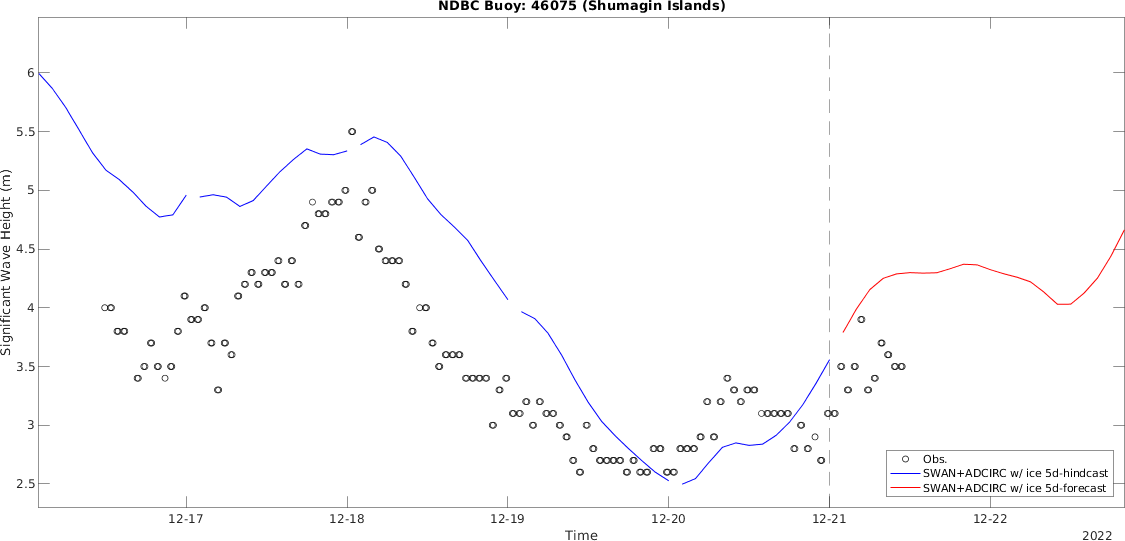 NDBC Buoy: 46075 (Shumagin Islands)
Significant Wave Height (m)
6
5.5
5
4.5
4
3.5
3
2.5
Obs.
SWAN+ADCIRC w/ ice 5d-hindcast
SWAN+ADCIRC w/ ice 5d-forecast
12-17
12-18
12-19
12-20
12-21
12-22
Time
2022